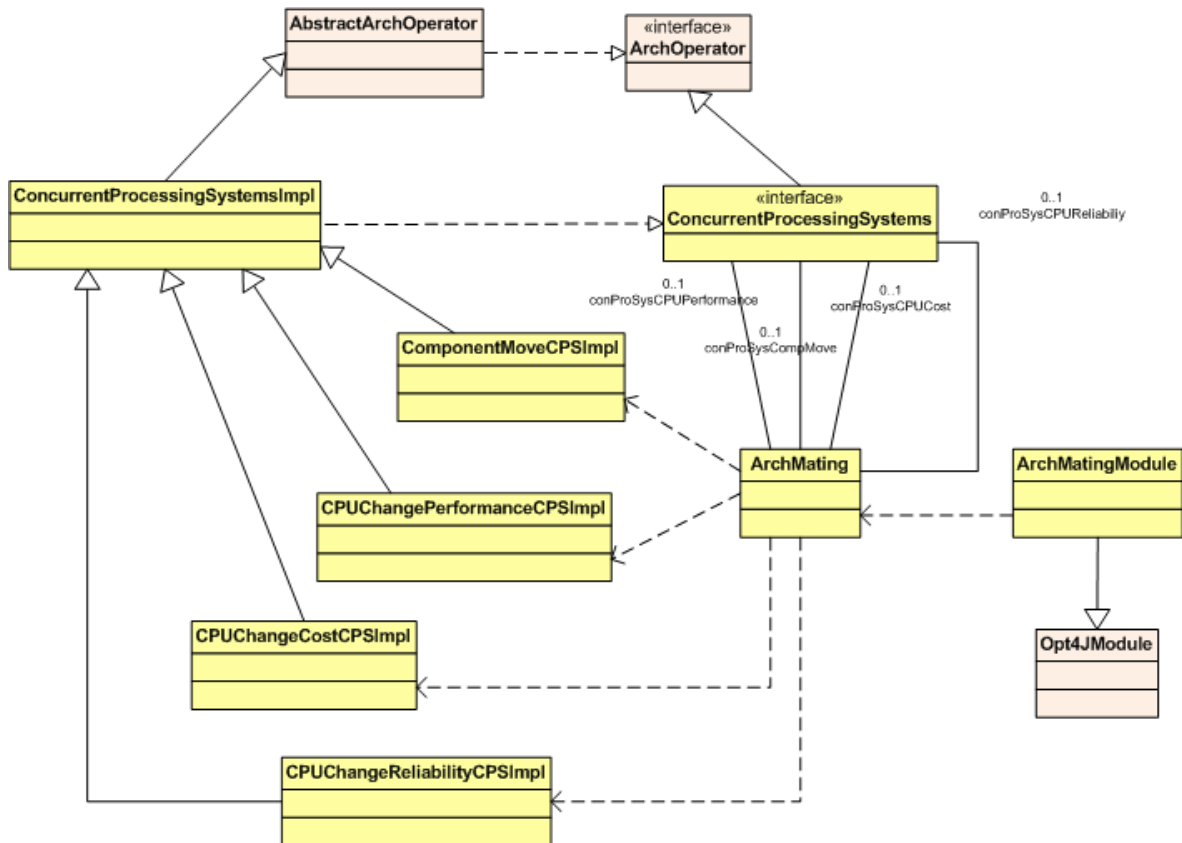 AbstractArchOperator
«interface»
ArchOperator
ConcurrentProcessingSystemsImpl
«interface»
ConcurrentProcessingSystems
0..1
conProSysCPUReliabiliy
0..1
conProSysCPUPerformance
0..1
conProSysCPUCost
0..1
conProSysCompMove
ComponentMoveCPSImpl
ArchMating
ArchMatingModule
CPUChangePerformanceCPSImpl
CPUChangeCostCPSImpl
Opt4JModule
CPUChangeReliabilityCPSImpl